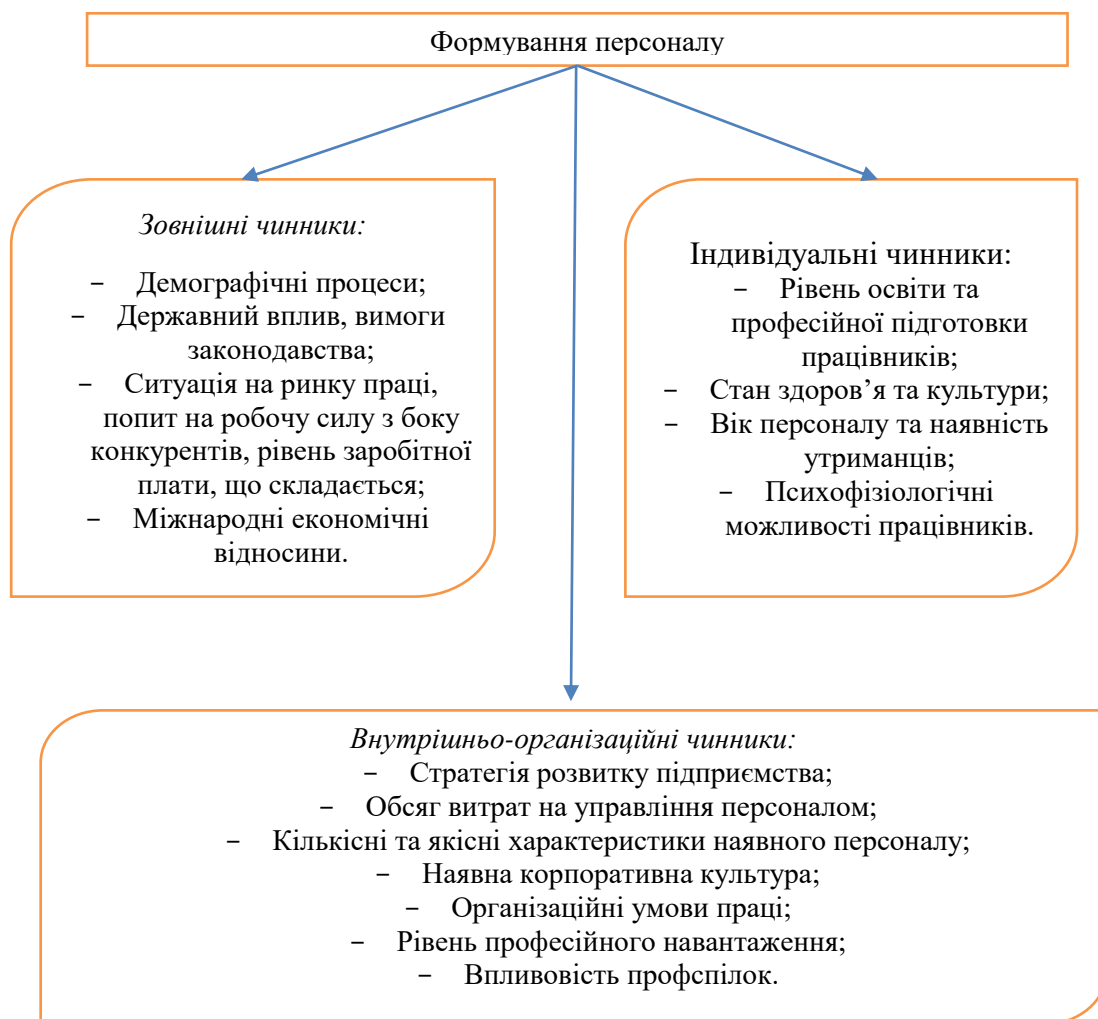 Формування персоналу
Зовнішні чинники:
− Демографічні процеси;
− Державний вплив, вимоги
законодавства;
− Ситуація на ринку праці,
попит на робочу силу з боку
конкурентів, рівень заробітної
плати, що складається;
− Міжнародні економічні
відносини.
Індивідуальні чинники:
− Рівень освіти та
професійної підготовки
працівників;
− Стан здоров’я та культури;
− Вік персоналу та наявність
утриманців;
− Психофізіологічні
можливості працівників.
Внутрішньо-організаційні чинники:
− Стратегія розвитку підприємства;
− Обсяг витрат на управління персоналом;
− Кількісні та якісні характеристики наявного персоналу;
− Наявна корпоративна культура;
− Організаційні умови праці;
− Рівень професійного навантаження;
− Впливовість профспілок.